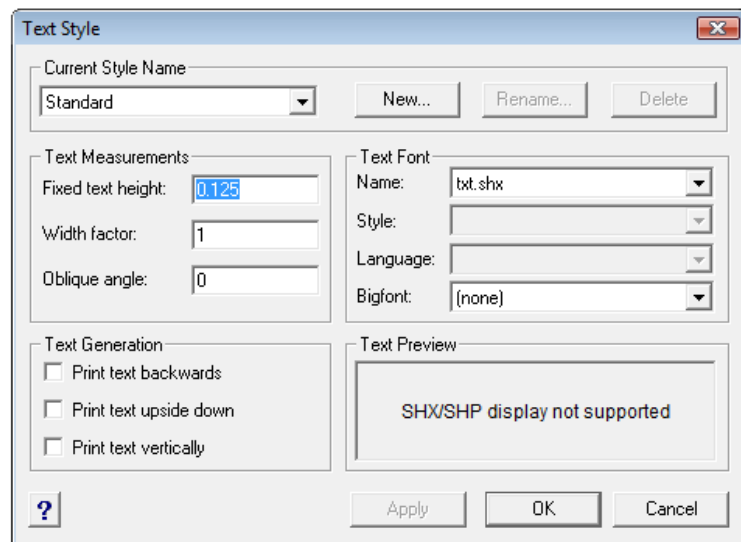 Text Style
Current Style Name
Standard
New...
Rename...
Delete
Text Measurements
Fixed text height: 0.125
Width factor: 1
Oblique angle: 0
Text Font
Name: txt.shx
Style:
Language:
Bigfont: (none)
Text Generation
Print text backwards
Print text upside down
Print text vertically
Text Preview
SHX/SHP display not supported
?
Apply
OK
Cancel